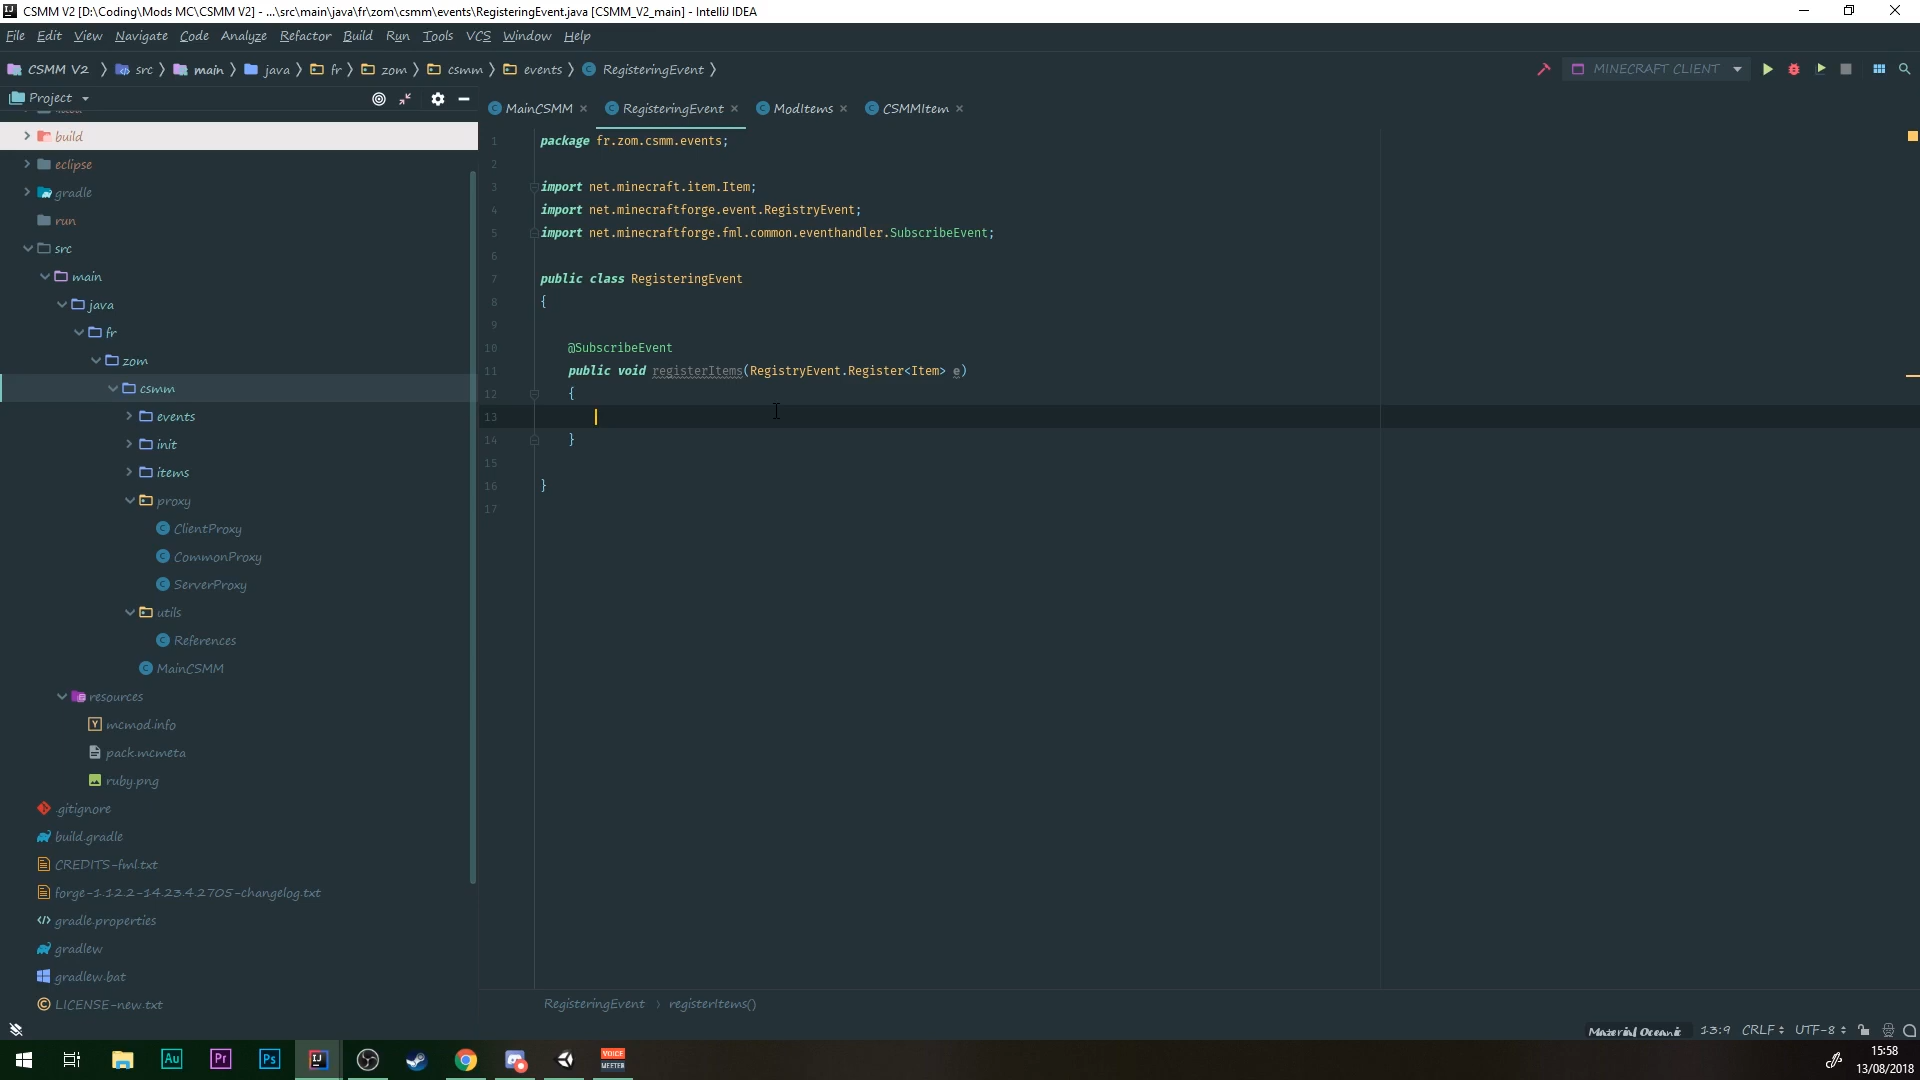 CSMM V2 [D:\Coding\Mods MC\CSMM V2] - ...\src\main\java\fr\zom\csmm\events\RegisteringEvent.java [CSMM_V2_main] - IntelliJ IDEA
File Edit View Navigate Code Analyze Refactor Build Run Tools VCS Window Help
CSMM V2 src main java fr zom csmm events RegisteringEvent MINECRAFT CLIENT
Project
MainCSMM RegisteringEvent ModItems CSMMItem
build
eclipse
gradle
run
src
main
java
fr
zom
csmm
events
init
items
proxy
ClientProxy
CommonProxy
ServerProxy
utils
References
MainCSMM
resources
mcmod.info
pack.mcmeta
ruby.png
.gitignore
build.gradle
CREDITS-fml.txt
forge-1.12.2-14.23.4.2705-changelog.txt
gradle.properties
gradlew
gradlew.bat
LICENSE-new.txt
1 package fr.zom.csmm.events;
2
3 import net.minecraft.item.Item;
4 import net.minecraftforge.event.RegistryEvent;
5 import net.minecraftforge.fml.common.eventhandler.SubscribeEvent;
6
7 public class RegisteringEvent
8 {
9
10 @SubscribeEvent
11 public void registerItems(RegistryEvent.Register<Item> e)
12 {
13
14 }
15
16 }
17
RegisteringEvent > registerItems()
Material Oceanic 13:9 CRLF UTF-8
Au Pr Ps IJ VOICE MEETER
15:58
13/08/2018